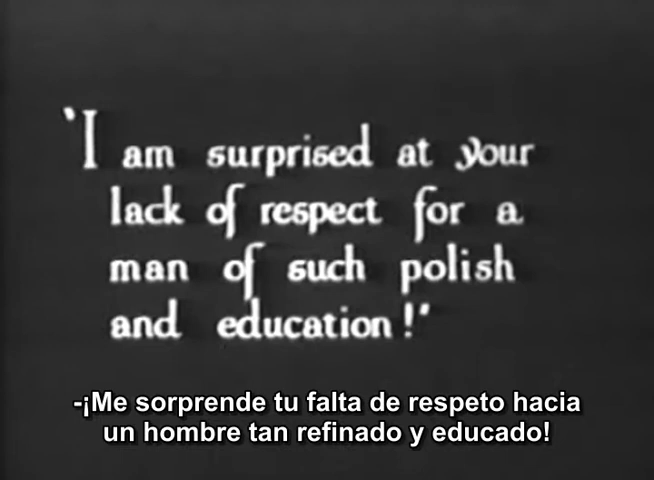 'I am surprised at your
lack of respect for a
man of such polish
and education!'
-¡Me sorprende tu falta de respeto hacia
un hombre tan refinado y educado!